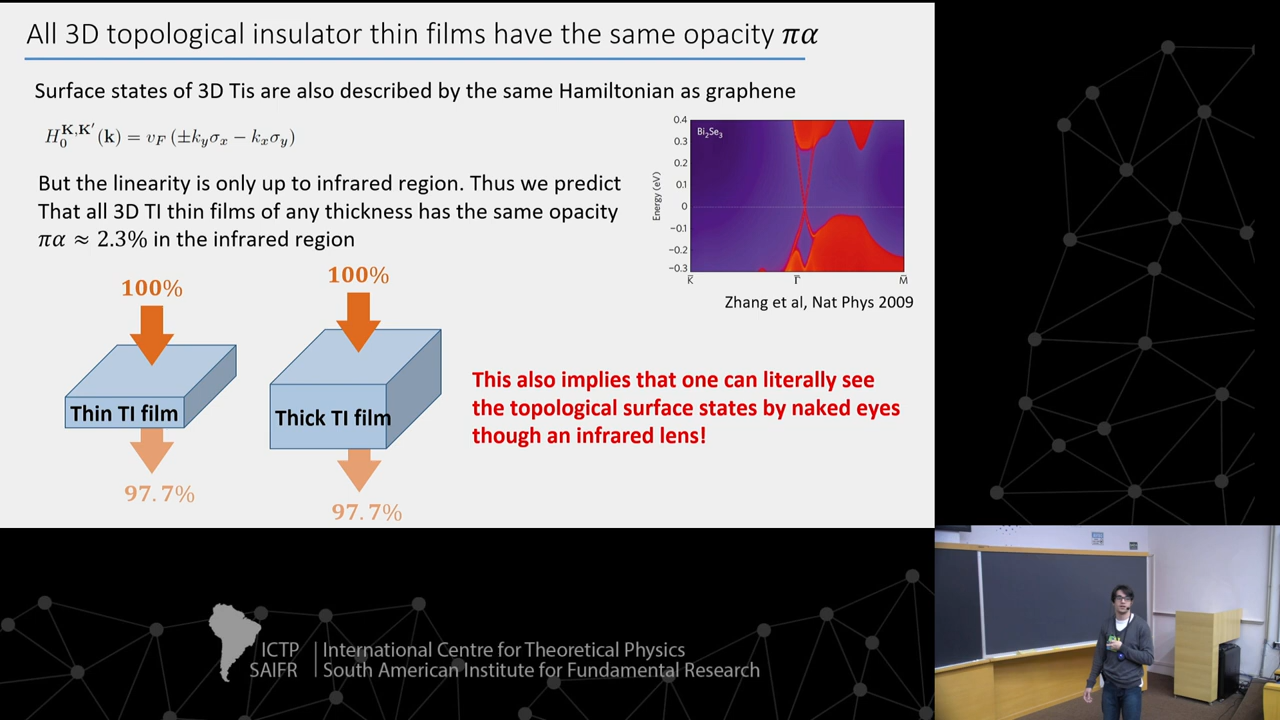 All 3D topological insulator thin films have the same opacity πα
Surface states of 3D Tis are also described by the same Hamiltonian as graphene
H₀^{K,K'}(k) = v_F (±k_yσ_x − k_xσ_y)
But the linearity is only up to infrared region. Thus we predict
That all 3D TI thin films of any thickness has the same opacity
πα ≈ 2.3% in the infrared region
0.4
Bi₂Se₃
0.3
0.2
0.1
0
−0.1
−0.2
−0.3
Energy (eV)
K̄ Γ̄ M̄
Zhang et al, Nat Phys 2009
100%
100%
Thin TI film
Thick TI film
97.7%
97.7%
This also implies that one can literally see
the topological surface states by naked eyes
though an infrared lens!
ICTP
SAIFR
International Centre for Theoretical Physics
South American Institute for Fundamental Research